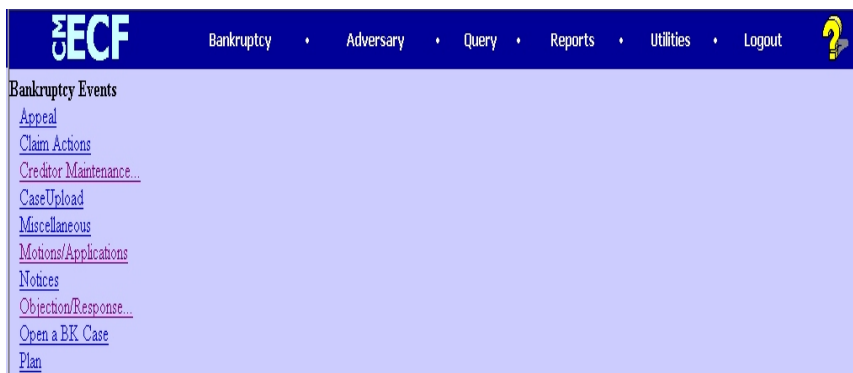 CM ECF Bankruptcy • Adversary • Query • Reports • Utilities • Logout ?
Bankruptcy Events
Appeal
Claim Actions
Creditor Maintenance...
CaseUpload
Miscellaneous
Motions/Applications
Notices
Objection/Response...
Open a BK Case
Plan